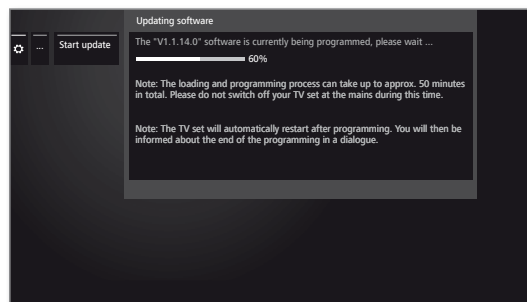 Updating software
... Start update
The "V1.1.14.0" software is currently being programmed, please wait ...
60%
Note: The loading and programming process can take up to approx. 50 minutes
in total. Please do not switch off your TV set at the mains during this time.
Note: The TV set will automatically restart after programming. You will then be
informed about the end of the programming in a dialogue.